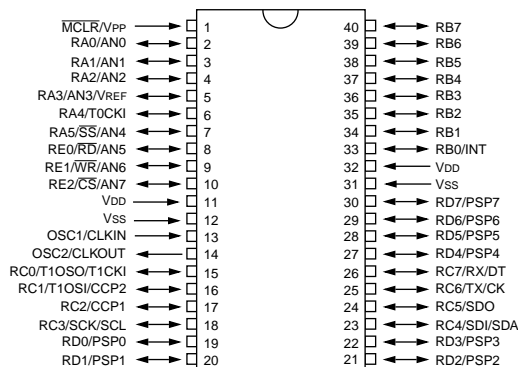 MCLR/VPP 1 40 RB7
RA0/AN0 2 39 RB6
RA1/AN1 3 38 RB5
RA2/AN2 4 37 RB4
RA3/AN3/VREF 5 36 RB3
RA4/T0CKI 6 35 RB2
RA5/SS/AN4 7 34 RB1
RE0/RD/AN5 8 33 RB0/INT
RE1/WR/AN6 9 32 VDD
RE2/CS/AN7 10 31 VSS
VDD 11 30 RD7/PSP7
VSS 12 29 RD6/PSP6
OSC1/CLKIN 13 28 RD5/PSP5
OSC2/CLKOUT 14 27 RD4/PSP4
RC0/T1OSO/T1CKI 15 26 RC7/RX/DT
RC1/T1OSI/CCP2 16 25 RC6/TX/CK
RC2/CCP1 17 24 RC5/SDO
RC3/SCK/SCL 18 23 RC4/SDI/SDA
RD0/PSP0 19 22 RD3/PSP3
RD1/PSP1 20 21 RD2/PSP2